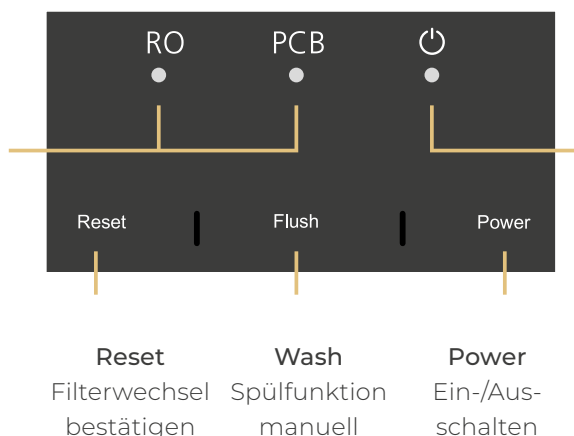 RO PCB
Reset Flush Power
Reset Wash Power
Filterwechsel Spülfunktion Ein-/Aus-
bestätigen manuell schalten